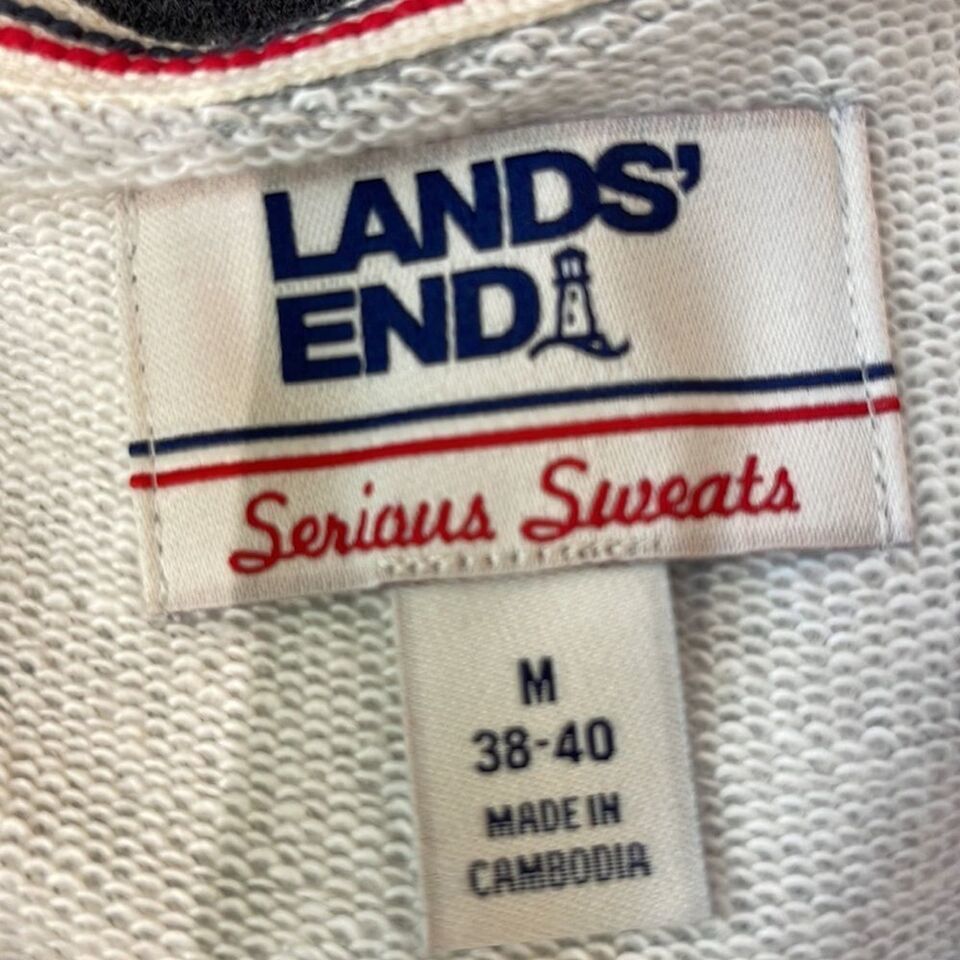 LANDS'
END
Serious Sweats
M
38-40
MADE IN
CAMBODIA